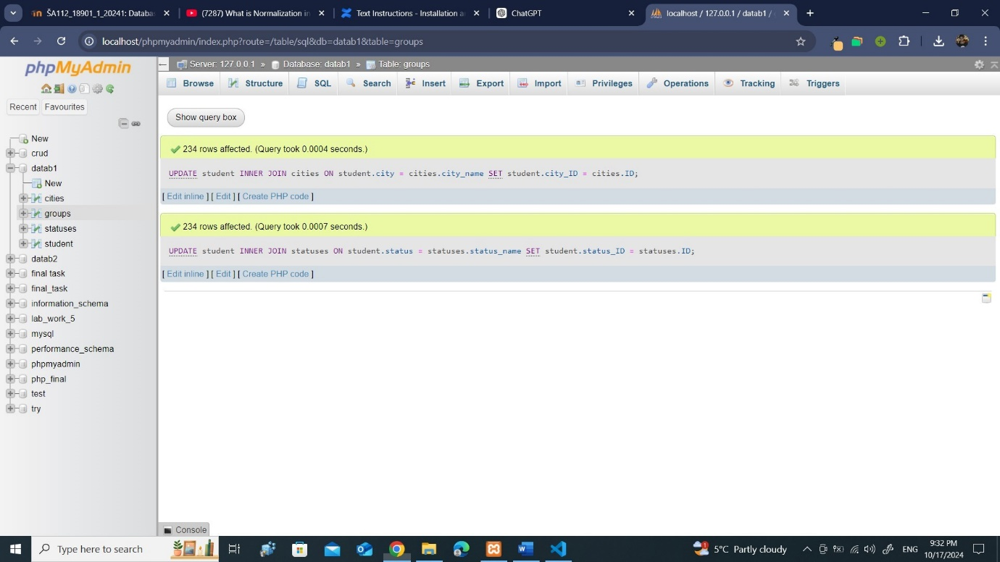 ŠA112_18901_1_20241: Databas
(7287) What is Normalization in
Text Instructions - Installation a
ChatGPT
localhost / 127.0.0.1 / datab1 /
localhost/phpmyadmin/index.php?route=/table/sql&db=datab1&table=groups
phpMyAdmin
Recent Favourites
New
crud
datab1
New
cities
groups
statuses
student
datab2
final task
final_task
information_schema
lab_work_5
mysql
performance_schema
phpmyadmin
php_final
test
try
Server: 127.0.0.1 » Database: datab1 » Table: groups
Browse Structure SQL Search Insert Export Import Privileges Operations Tracking Triggers
Show query box
234 rows affected. (Query took 0.0004 seconds.)
UPDATE student INNER JOIN cities ON student.city = cities.city_name SET student.city_ID = cities.ID;
[ Edit inline ] [ Edit ] [ Create PHP code ]
234 rows affected. (Query took 0.0007 seconds.)
UPDATE student INNER JOIN statuses ON student.status = statuses.status_name SET student.status_ID = statuses.ID;
[ Edit inline ] [ Edit ] [ Create PHP code ]
Console
Type here to search
5°C Partly cloudy
ENG
9:32 PM
10/17/2024